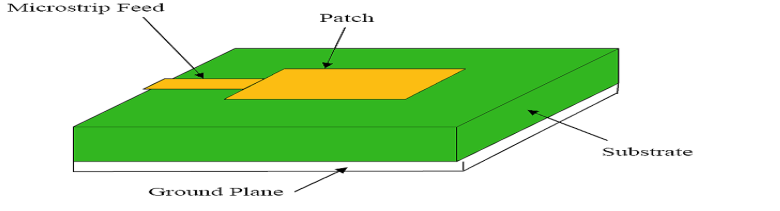 Microstrip Feed
Patch
Substrate
Ground Plane